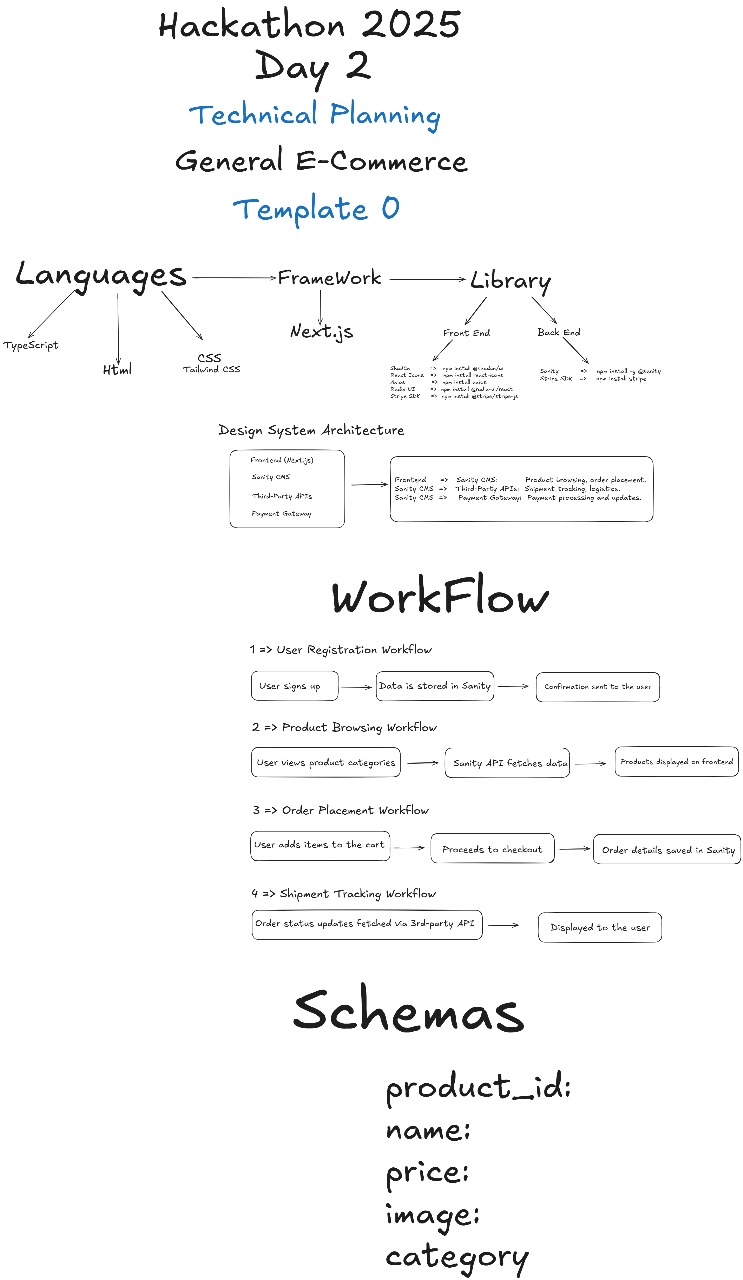 Hackathon 2025
Day 2
Technical Planning
General E-Commerce
Template 0
Languages
FrameWork
Library
TypeScript
Html
CSS
Tailwind CSS
Next.js
Front End
Back End
React Icons => npm install react-icons
Axios => npm install axios
Radix UI => npm install @radix-ui/react
Stripe SDK => npm install @stripe/stripe-js
Sanity => npm install -g @sanity
Stripe SDK => npm install stripe
Design System Architecture
Frontend (Next.js)
Sanity CMS
Third-Party APIs
Payment Gateway
Frontend => Sanity CMS: Product browsing, order placement.
Sanity CMS => Third-Party APIs: Shipment tracking, logistics.
Sanity CMS => Payment Gateway: Payment processing and updates.
WorkFlow
1 => User Registration Workflow
User signs up
Data is stored in Sanity
Confirmation sent to the user
2 => Product Browsing Workflow
User views product categories
Sanity API fetches data
Products displayed on frontend
3 => Order Placement Workflow
User adds items to the cart
Proceeds to checkout
Order details saved in Sanity
4 => Shipment Tracking Workflow
Order status updates fetched via 3rd-party API
Displayed to the user
Schemas
product_id:
name:
price:
image:
category